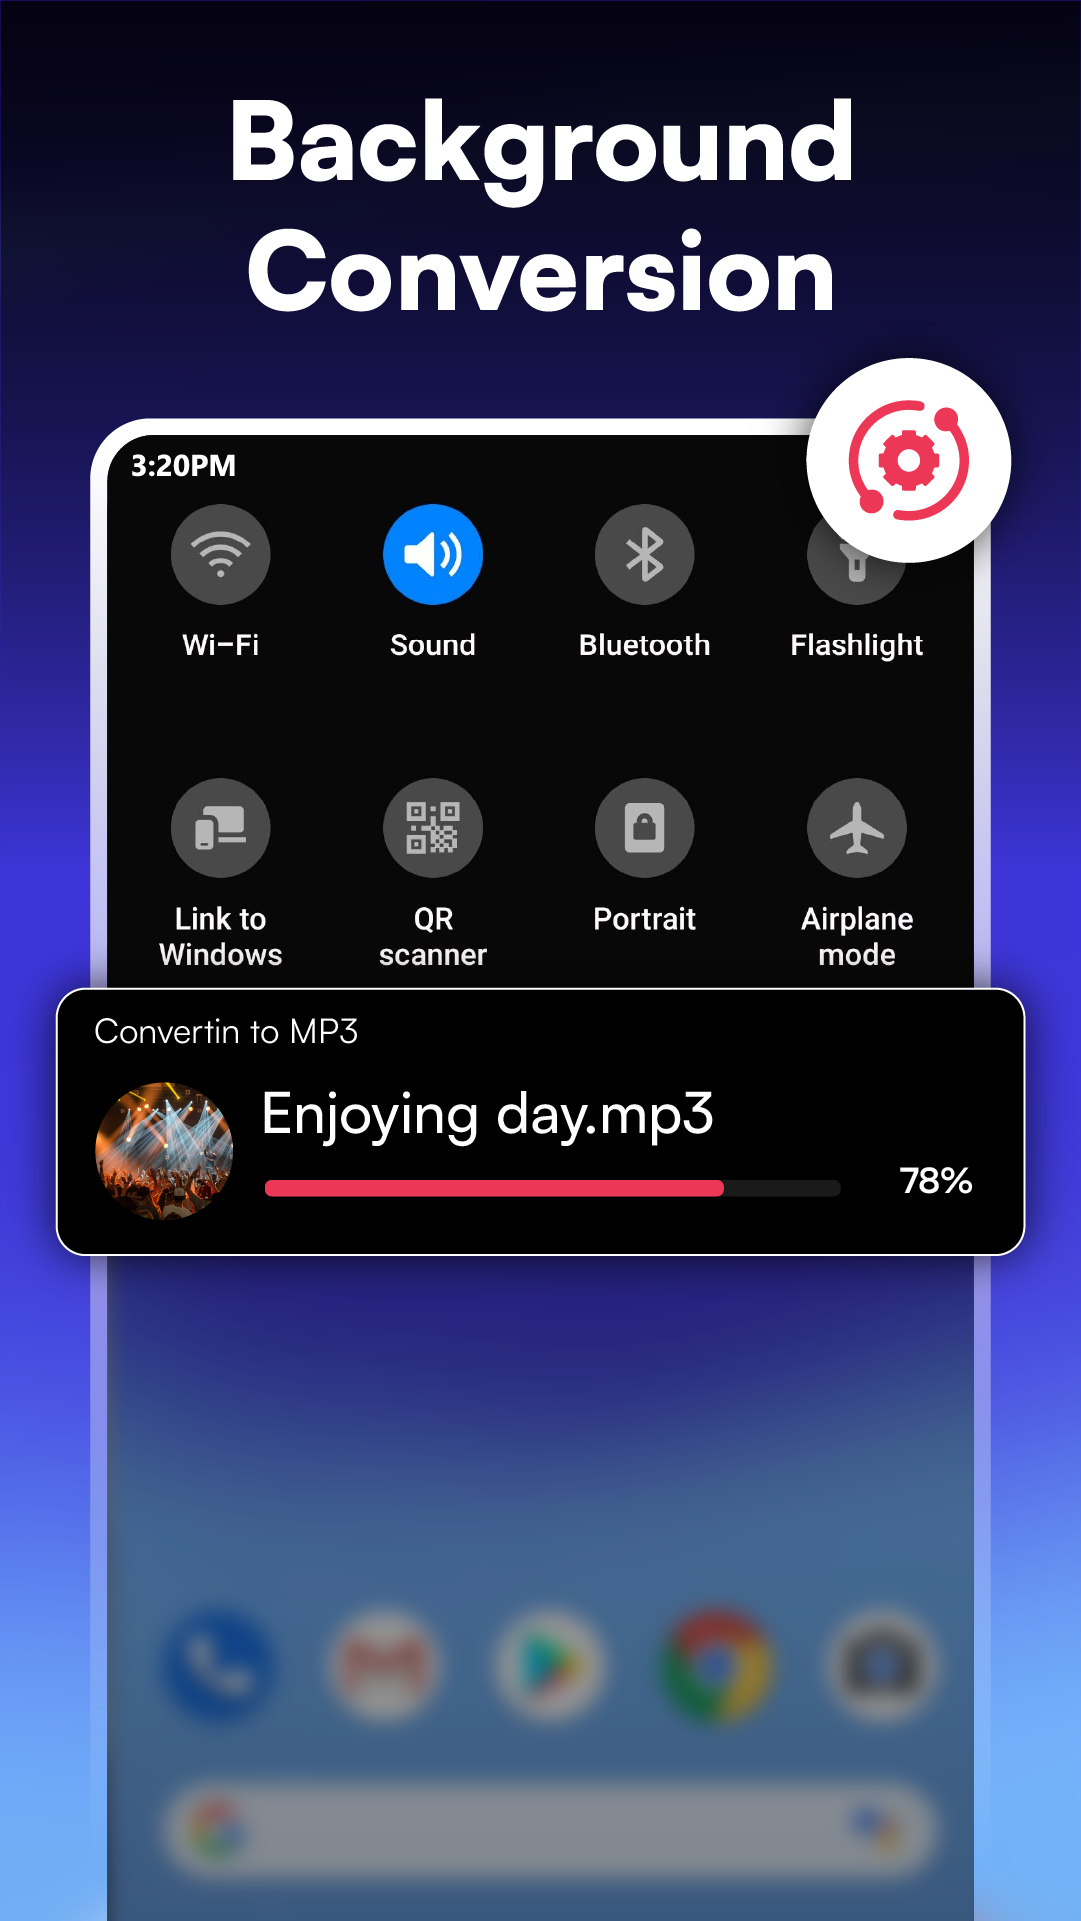 Background
Conversion
3:20PM
Wi-Fi
Sound
Bluetooth
Flashlight
Link to
Windows
QR
scanner
Portrait
Airplane
mode
Convertin to MP3
Enjoying day.mp3
78%